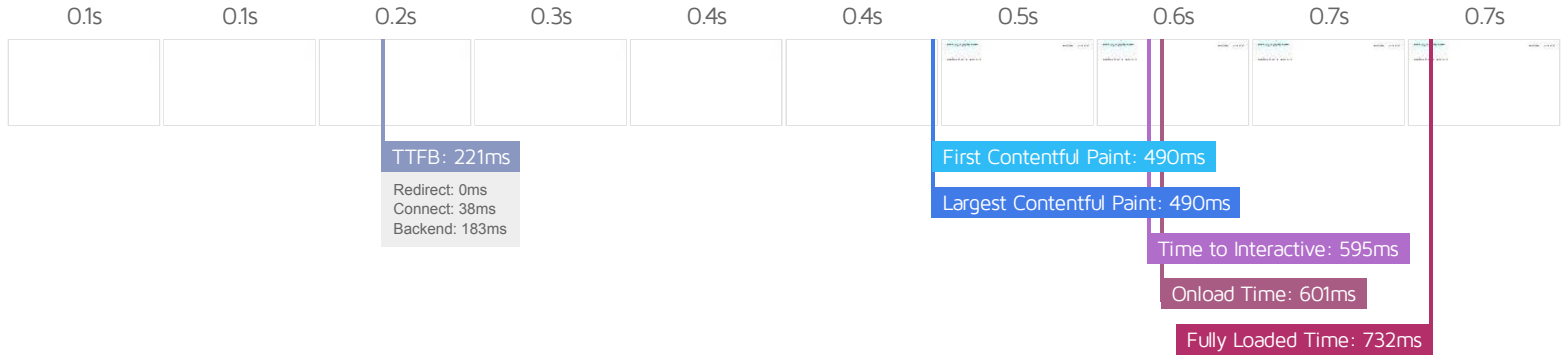 0.1s 0.1s 0.2s 0.3s 0.4s 0.4s 0.5s 0.6s 0.7s 0.7s
TTFB: 221ms
Redirect: 0ms
Connect: 38ms
Backend: 183ms
First Contentful Paint: 490ms
Largest Contentful Paint: 490ms
Time to Interactive: 595ms
Onload Time: 601ms
Fully Loaded Time: 732ms